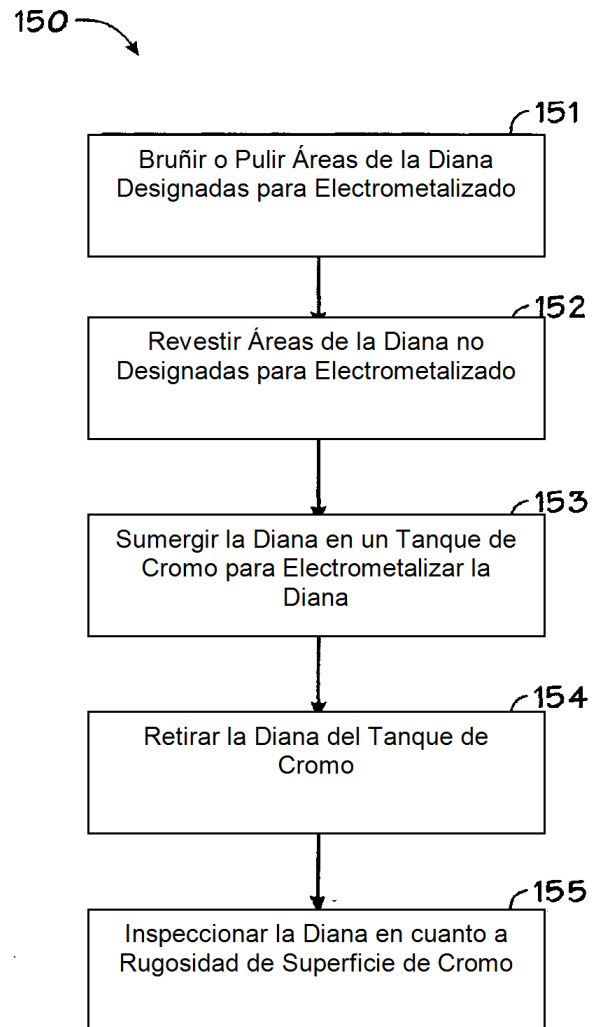 150
151
Bruñir o Pulir Áreas de la Diana
Designadas para Electrometalizado
152
Revestir Áreas de la Diana no
Designadas para Electrometalizado
153
Sumergir la Diana en un Tanque de
Cromo para Electrometalizar la
Diana
154
Retirar la Diana del Tanque de
Cromo
155
Inspeccionar la Diana en cuanto a
Rugosidad de Superficie de Cromo